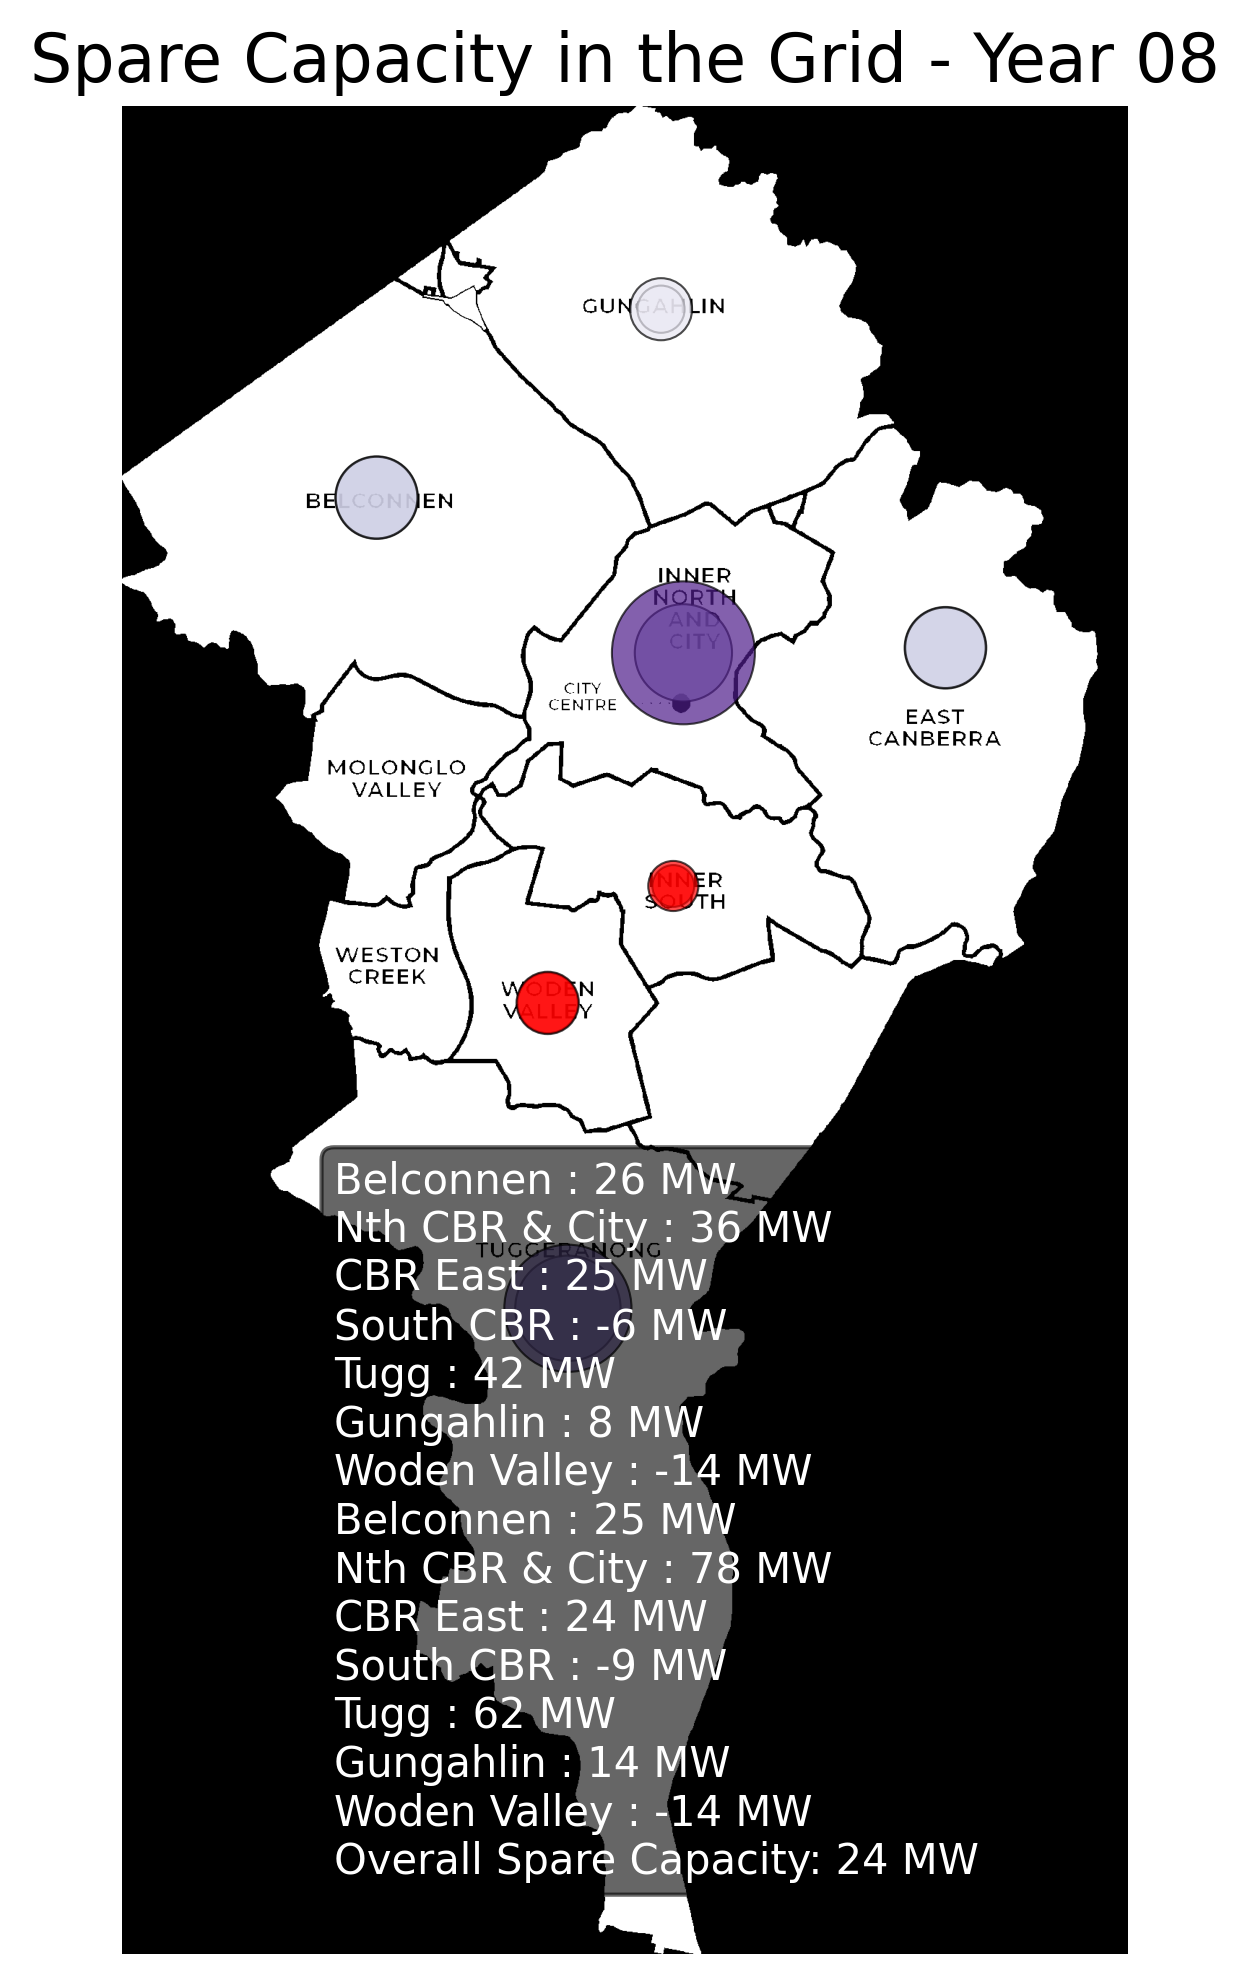 Spare Capacity in the Grid - Year 08
GUNGAHLIN
BELCONNEN
INNER
NORTH
AND
CITY
CITY
CENTRE
EAST
CANBERRA
MOLONGLO
VALLEY
INNER
SOUTH
WESTON
CREEK
WODEN
VALLEY
Belconnen : 26 MW
Nth CBR & City : 36 MW
TUGGERANONG
CBR East : 25 MW
South CBR : -6 MW
Tugg : 42 MW
Gungahlin : 8 MW
Woden Valley : -14 MW
Belconnen : 25 MW
Nth CBR & City : 78 MW
CBR East : 24 MW
South CBR : -9 MW
Tugg : 62 MW
Gungahlin : 14 MW
Woden Valley : -14 MW
Overall Spare Capacity: 24 MW